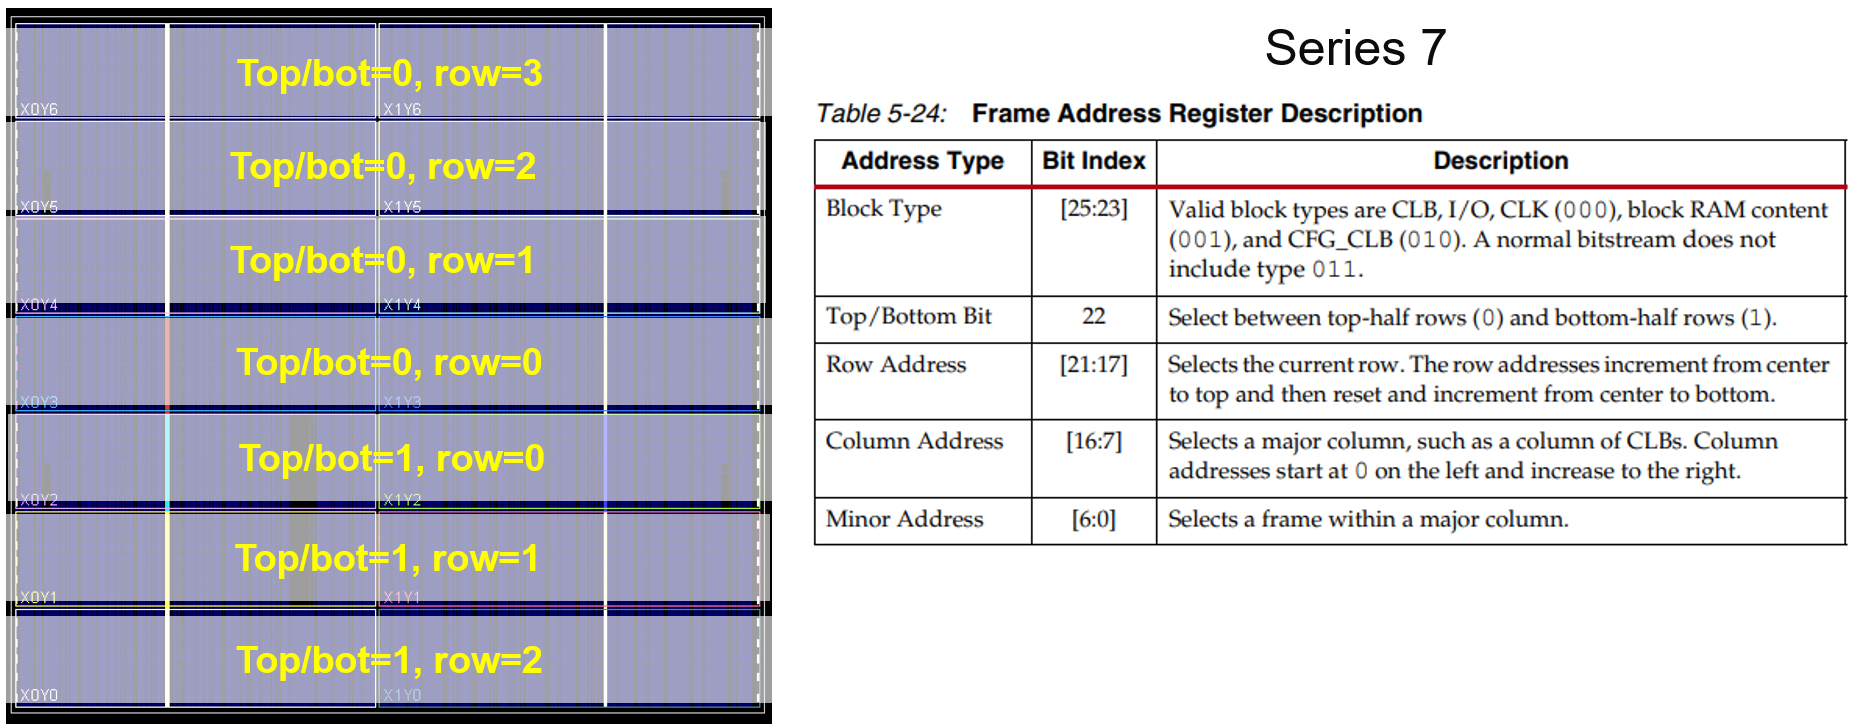 Top/bot=0, row=3
X0Y6
X1Y6
Top/bot=0, row=2
X0Y5
X1Y5
Top/bot=0, row=1
X0Y4
X1Y4
Top/bot=0, row=0
X0Y3
X1Y3
Top/bot=1, row=0
X0Y2
X1Y2
Top/bot=1, row=1
X0Y1
X1Y1
Top/bot=1, row=2
X0Y0
X1Y0
Series 7
Table 5-24: Frame Address Register Description
Address Type Bit Index Description
Block Type [25:23] Valid block types are CLB, I/O, CLK (000), block RAM content
(001), and CFG_CLB (010). A normal bitstream does not
include type 011.
Top/Bottom Bit 22 Select between top-half rows (0) and bottom-half rows (1).
Row Address [21:17] Selects the current row. The row addresses increment from center
to top and then reset and increment from center to bottom.
Column Address [16:7] Selects a major column, such as a column of CLBs. Column
addresses start at 0 on the left and increase to the right.
Minor Address [6:0] Selects a frame within a major column.